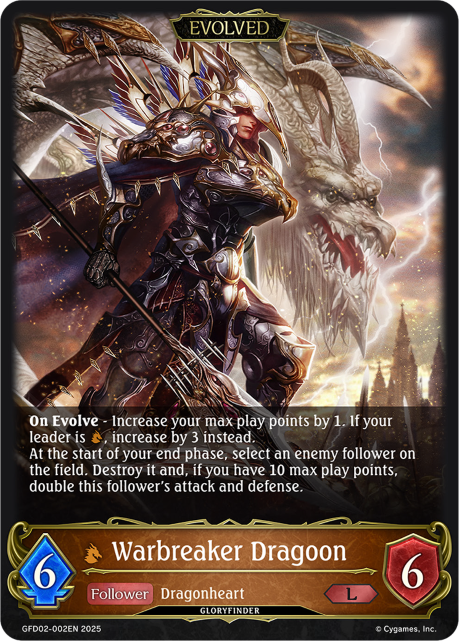 EVOLVED
On Evolve - Increase your max play points by 1. If your
leader is , increase by 3 instead.
At the start of your end phase, select an enemy follower on
the field. Destroy it and, if you have 10 max play points,
double this follower's attack and defense.
Warbreaker Dragoon
6
Follower Dragonheart L
6
GLORYFINDER
GFD02-002EN 2025 © Cygames, Inc.